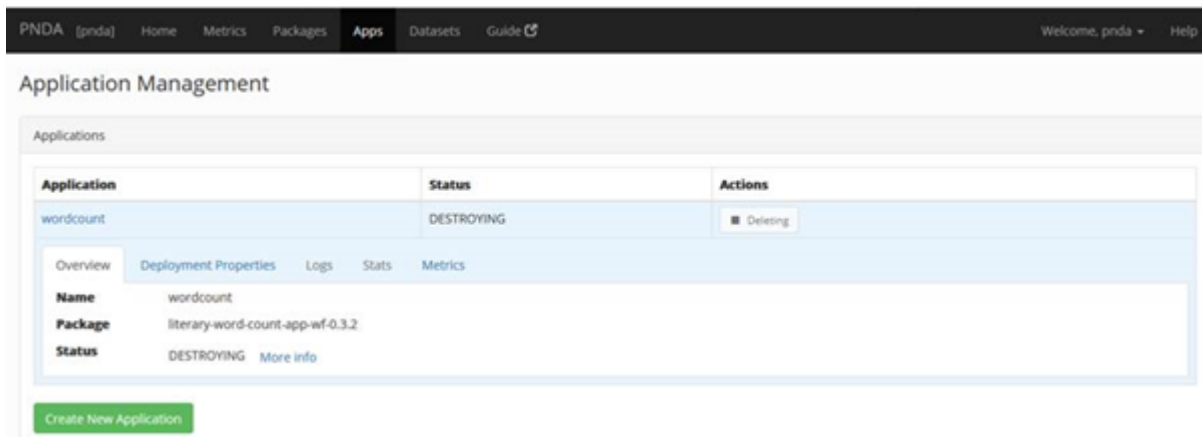 PNDA [pnda] Home Metrics Packages Apps Datasets Guide Welcome, pnda Help
Application Management
Applications
Application Status Actions
wordcount DESTROYING Deleting
Overview Deployment Properties Logs Stats Metrics
Name wordcount
Package literary-word-count-app-wf-0.3.2
Status DESTROYING More info
Create New Application